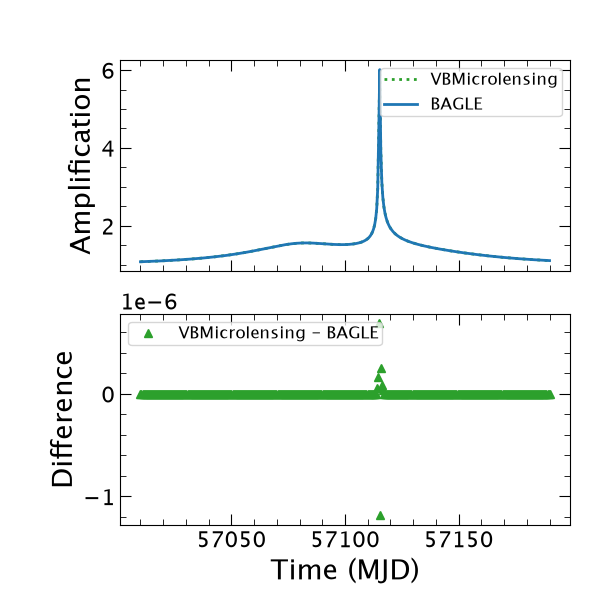 6
4
2
Amplification
VBMicrolensing
BAGLE
1e−6
0
−1
Difference
VBMicrolensing - BAGLE
57050 57100 57150
Time (MJD)